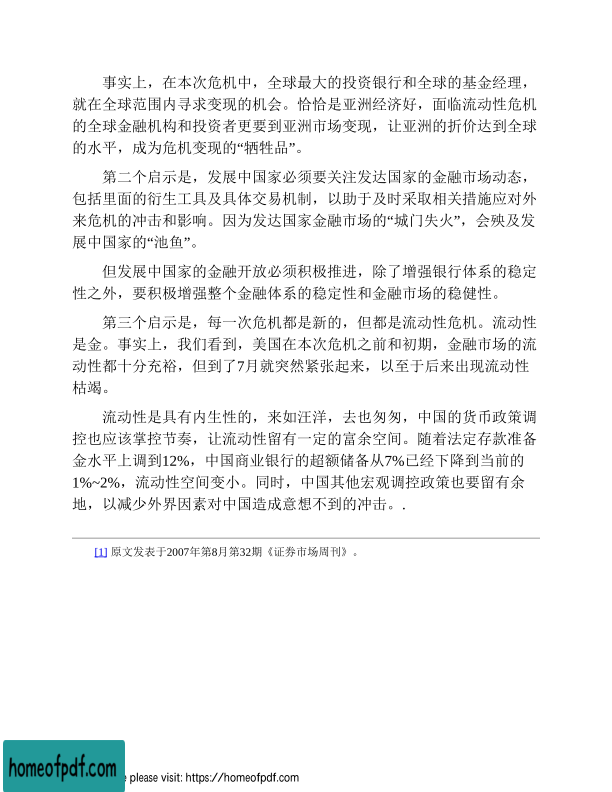 事实上，在本次危机中，全球最大的投资银行和全球的基金经理，
就在全球范围内寻求变现的机会。恰恰是亚洲经济好，面临流动性危机
的全球金融机构和投资者更要到亚洲市场变现，让亚洲的折价达到全球
的水平，成为危机变现的“牺牲品”。
第二个启示是，发展中国家必须要关注发达国家的金融市场动态，
包括里面的衍生工具及具体交易机制，以助于及时采取相关措施应对外
来危机的冲击和影响。因为发达国家金融市场的“城门失火”，会殃及发
展中国家的“池鱼”。
但发展中国家的金融开放必须积极推进，除了增强银行体系的稳定
性之外，要积极增强整个金融体系的稳定性和金融市场的稳健性。
第三个启示是，每一次危机都是新的，但都是流动性危机。流动性
是金。事实上，我们看到，美国在本次危机之前和初期，金融市场的流
动性都十分充裕，但到了7月就突然紧张起来，以至于后来出现流动性
枯竭。
流动性是具有内生性的，来如汪洋，去也匆匆，中国的货币政策调
控也应该掌控节奏，让流动性留有一定的富余空间。随着法定存款准备
金水平上调到12%，中国商业银行的超额储备从7%已经下降到当前的
1%~2%，流动性空间变小。同时，中国其他宏观调控政策也要留有余
地，以减少外界因素对中国造成意想不到的冲击。.
[1] 原文发表于2007年第8月第32期《证券市场周刊》。
homeofpdf.com
e please visit: https://homeofpdf.com